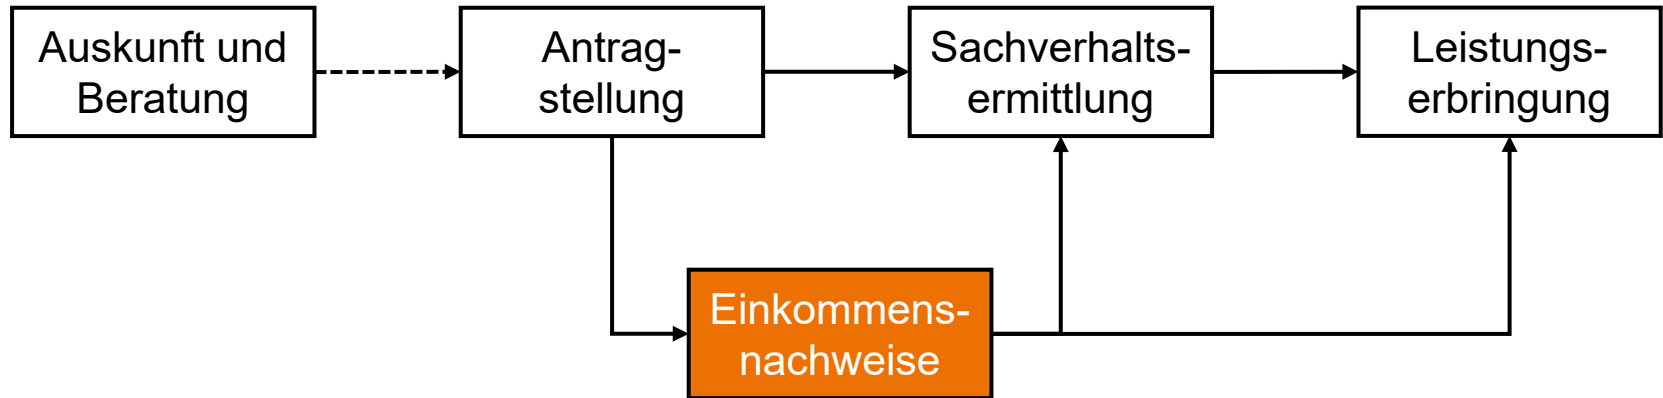 Auskunft und
Beratung
Antrag-
stellung
Sachverhalts-
ermittlung
Leistungs-
erbringung
Einkommens-
nachweise